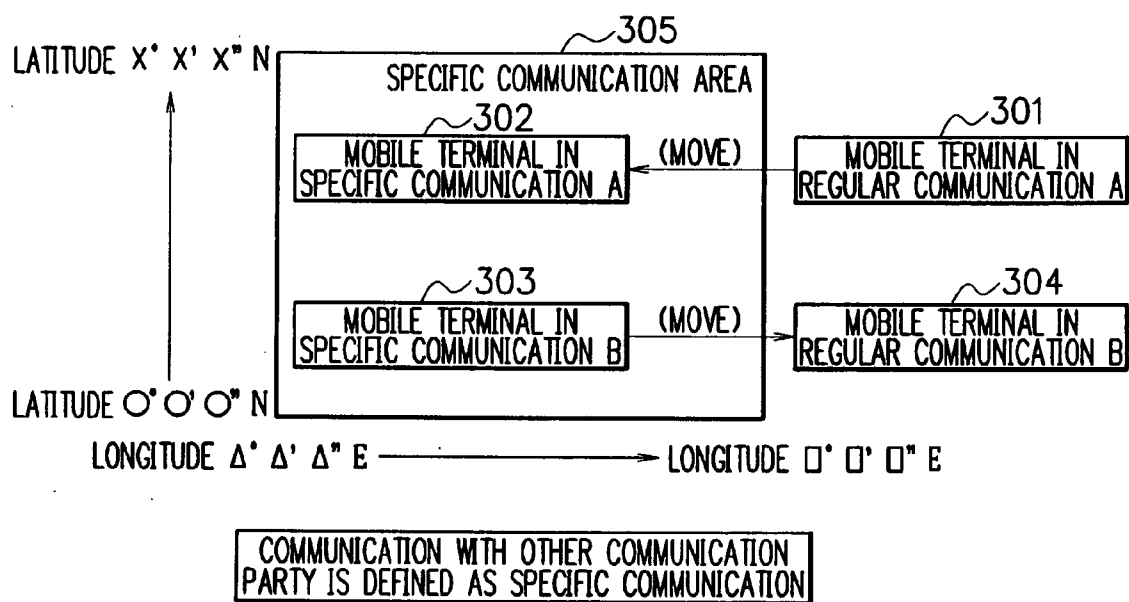 305
LATITUDE X° X' X" N
SPECIFIC COMMUNICATION AREA
302
301
MOBILE TERMINAL IN
SPECIFIC COMMUNICATION A
(MOVE)
MOBILE TERMINAL IN
REGULAR COMMUNICATION A
303
304
MOBILE TERMINAL IN
SPECIFIC COMMUNICATION B
(MOVE)
MOBILE TERMINAL IN
REGULAR COMMUNICATION B
LATITUDE ○° ○' ○" N
LONGITUDE Δ° Δ' Δ" E
LONGITUDE □° □' □" E
COMMUNICATION WITH OTHER COMMUNICATION
PARTY IS DEFINED AS SPECIFIC COMMUNICATION